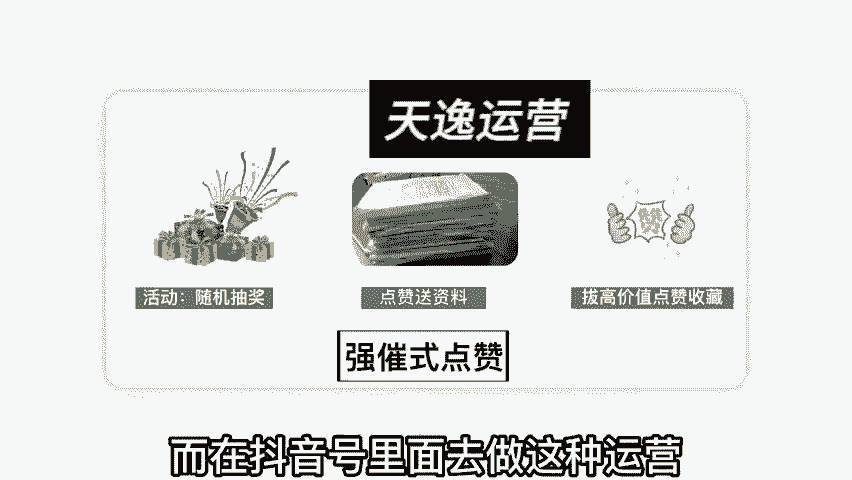 天逸运营
赞
活动：随机抽奖
点赞送资料
拔高价值点赞收藏
强催式点赞
而在抖音号里面去做这种运营